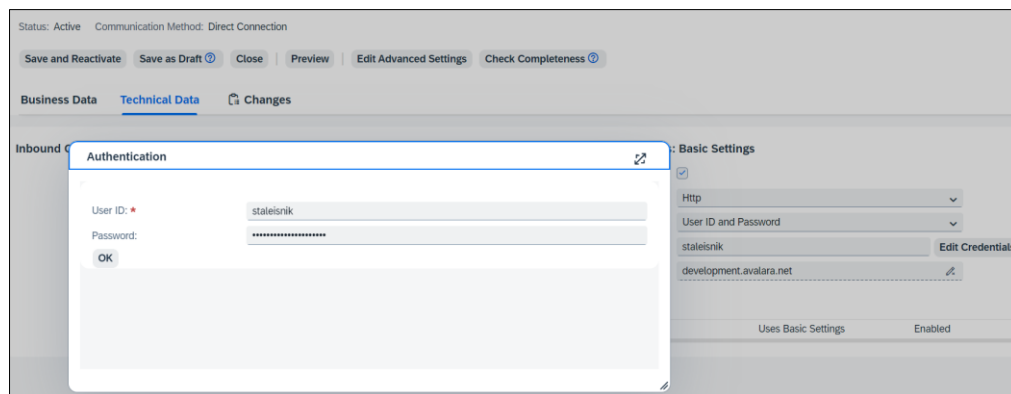 Status: Active Communication Method: Direct Connection
Save and Reactivate Save as Draft Close Preview Edit Advanced Settings Check Completeness
Business Data Technical Data Changes
Inbound : Basic Settings
Authentication
Http
User ID: * staleisnik
User ID and Password
Password: •••••••••••••••••••••
staleisnik Edit Credentials
OK
development.avalara.net
Uses Basic Settings Enabled